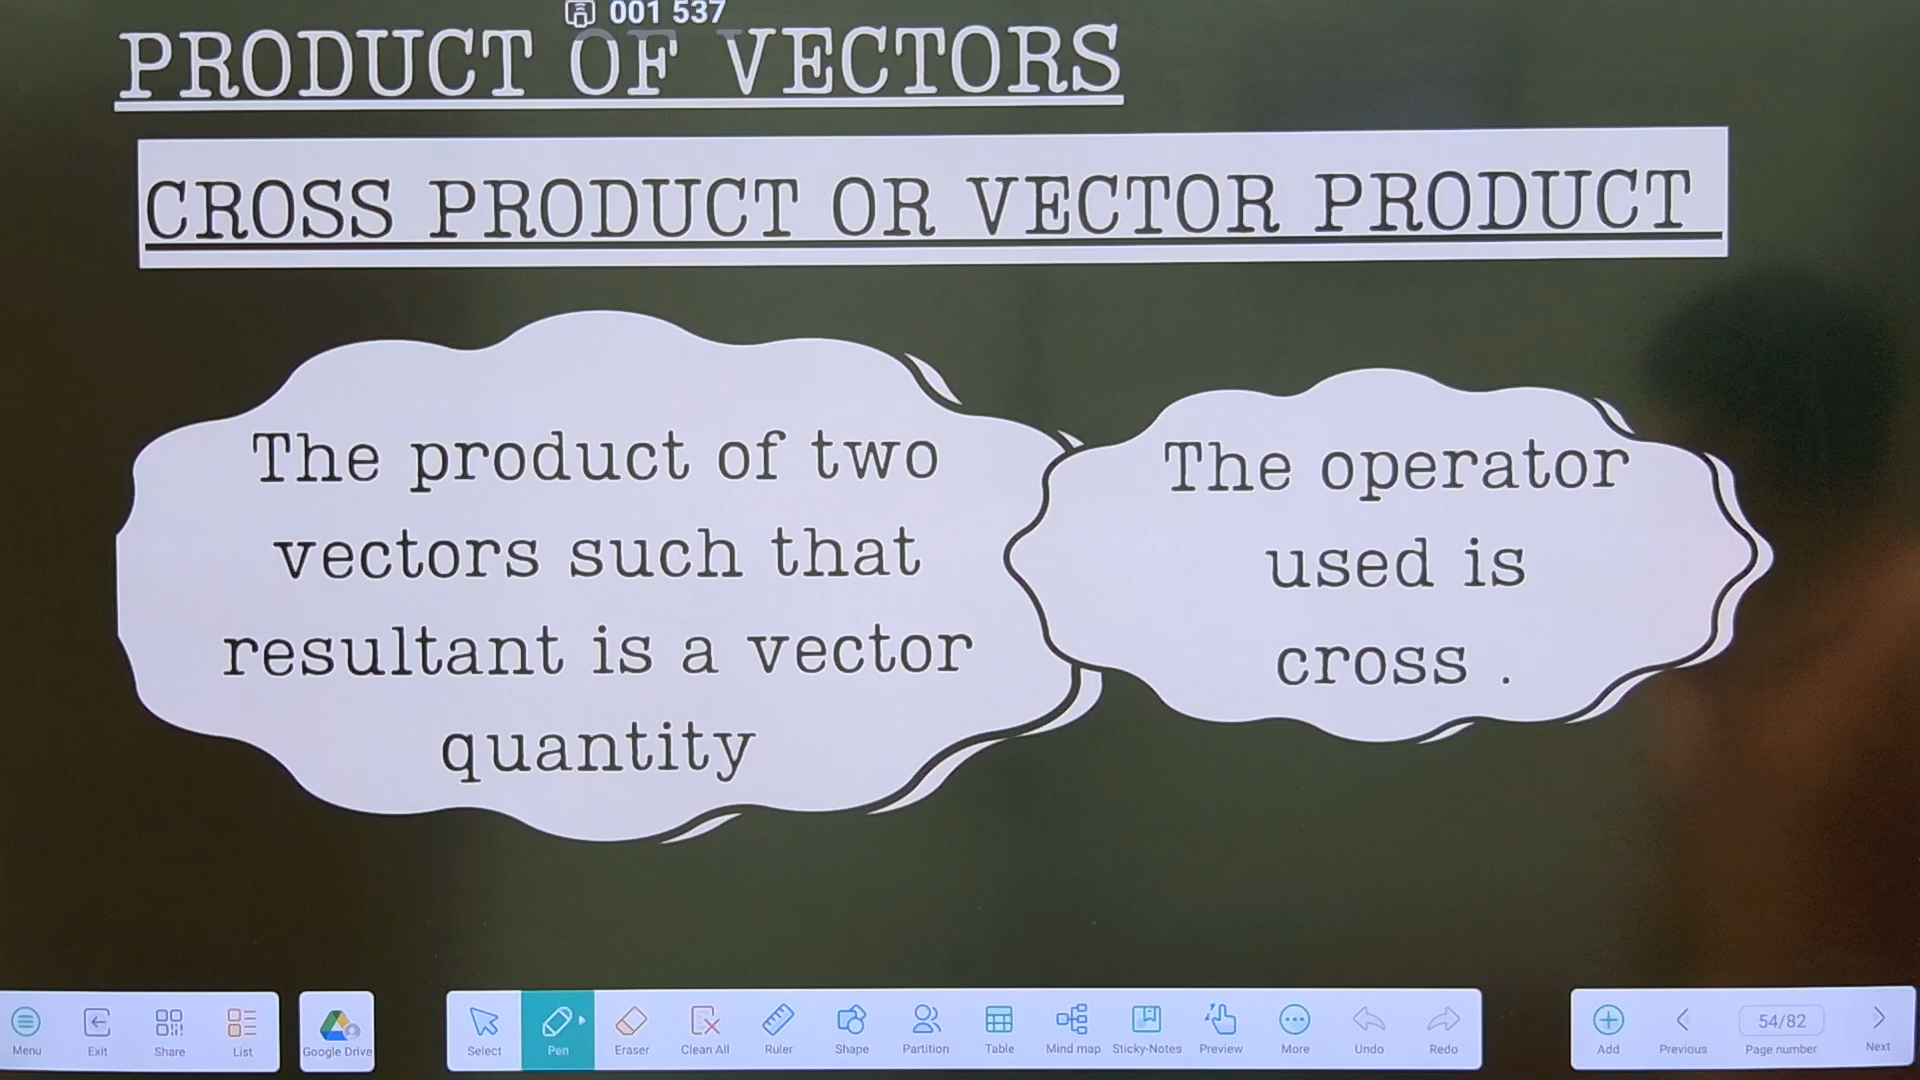 001 537
PRODUCT OF VECTORS
CROSS PRODUCT OR VECTOR PRODUCT
The product of two
vectors such that
resultant is a vector
quantity
The operator
used is
cross .
Menu Exit Share List Google Drive Select Pen Eraser Clean All Ruler Shape Partition Table Mind map Sticky-Notes Preview More Undo Redo Add Previous 54/82 Page number Next